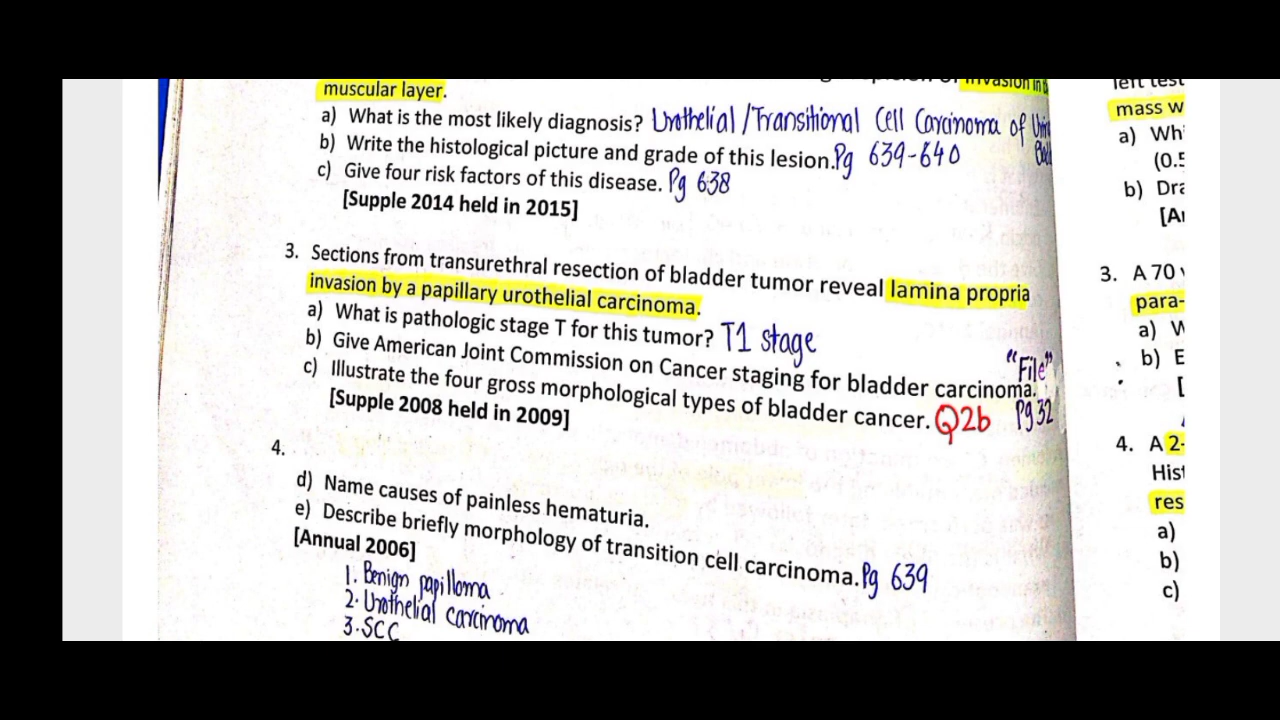 invasion in
muscular layer.
a) What is the most likely diagnosis? Urothelial/Transitional Cell Carcinoma of
b) Write the histological picture and grade of this lesion. Pg 639-640
c) Give four risk factors of this disease. Pg 638
[Supple 2014 held in 2015]
3. Sections from transurethral resection of bladder tumor reveal lamina propria
invasion by a papillary urothelial carcinoma.
a) What is pathologic stage T for this tumor? T1 stage
b) Give American Joint Commission on Cancer staging for bladder carcinoma. "File" Pg 32
c) Illustrate the four gross morphological types of bladder cancer. Q2b
[Supple 2008 held in 2009]
4.
d) Name causes of painless hematuria.
e) Describe briefly morphology of transition cell carcinoma. Pg 639
[Annual 2006]
1. Benign papilloma
2. Urothelial carcinoma
3. SCC
left test
mass w
a) Wh
(0.5
b) Dra
[A
3. A 70
para-
a) W
b) E
[
4. A 2-
Hist
res
a)
b)
c)